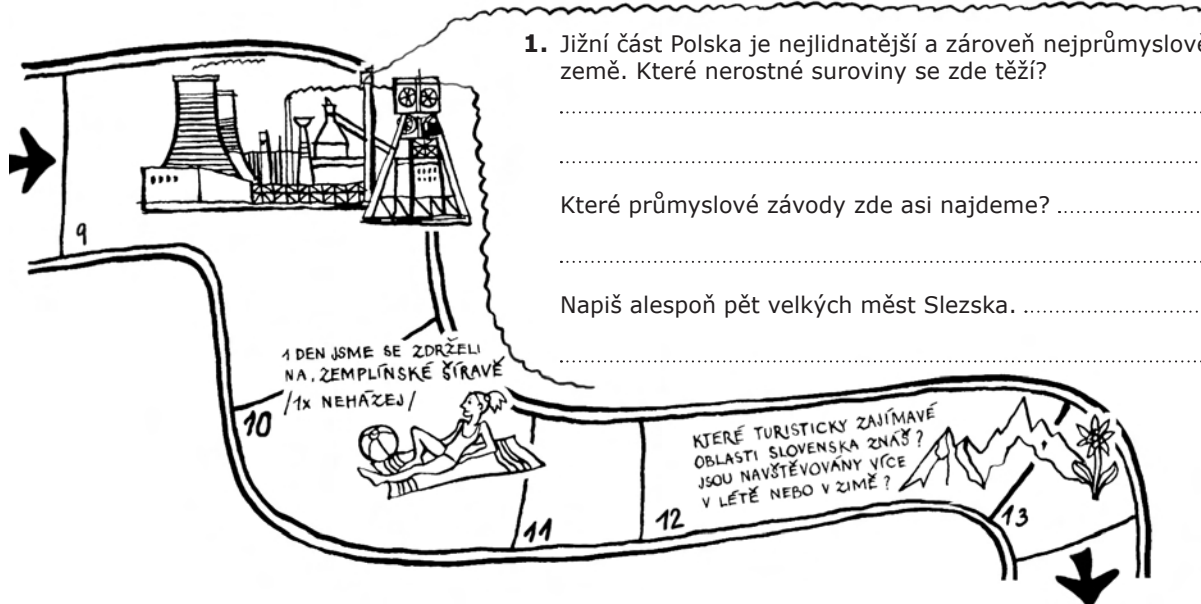 1. Jižní část Polska je nejlidnatější a zároveň nejprůmyslově
země. Které nerostné suroviny se zde těží?
Které průmyslové závody zde asi najdeme?
Napiš alespoň pět velkých měst Slezska.
9
1 DEN JSME SE ZDRŽELI
NA, ZEMPLÍNSKÉ ŠÍRAVĚ
/1x NEHÁZEJ/
10
11
12
KTERÉ TURISTICKY ZAJÍMAVÉ
OBLASTI SLOVENSKA ZNÁŠ?
JSOU NAVŠTĚVOVÁNY VÍCE
V LÉTĚ NEBO V ZIMĚ?
13